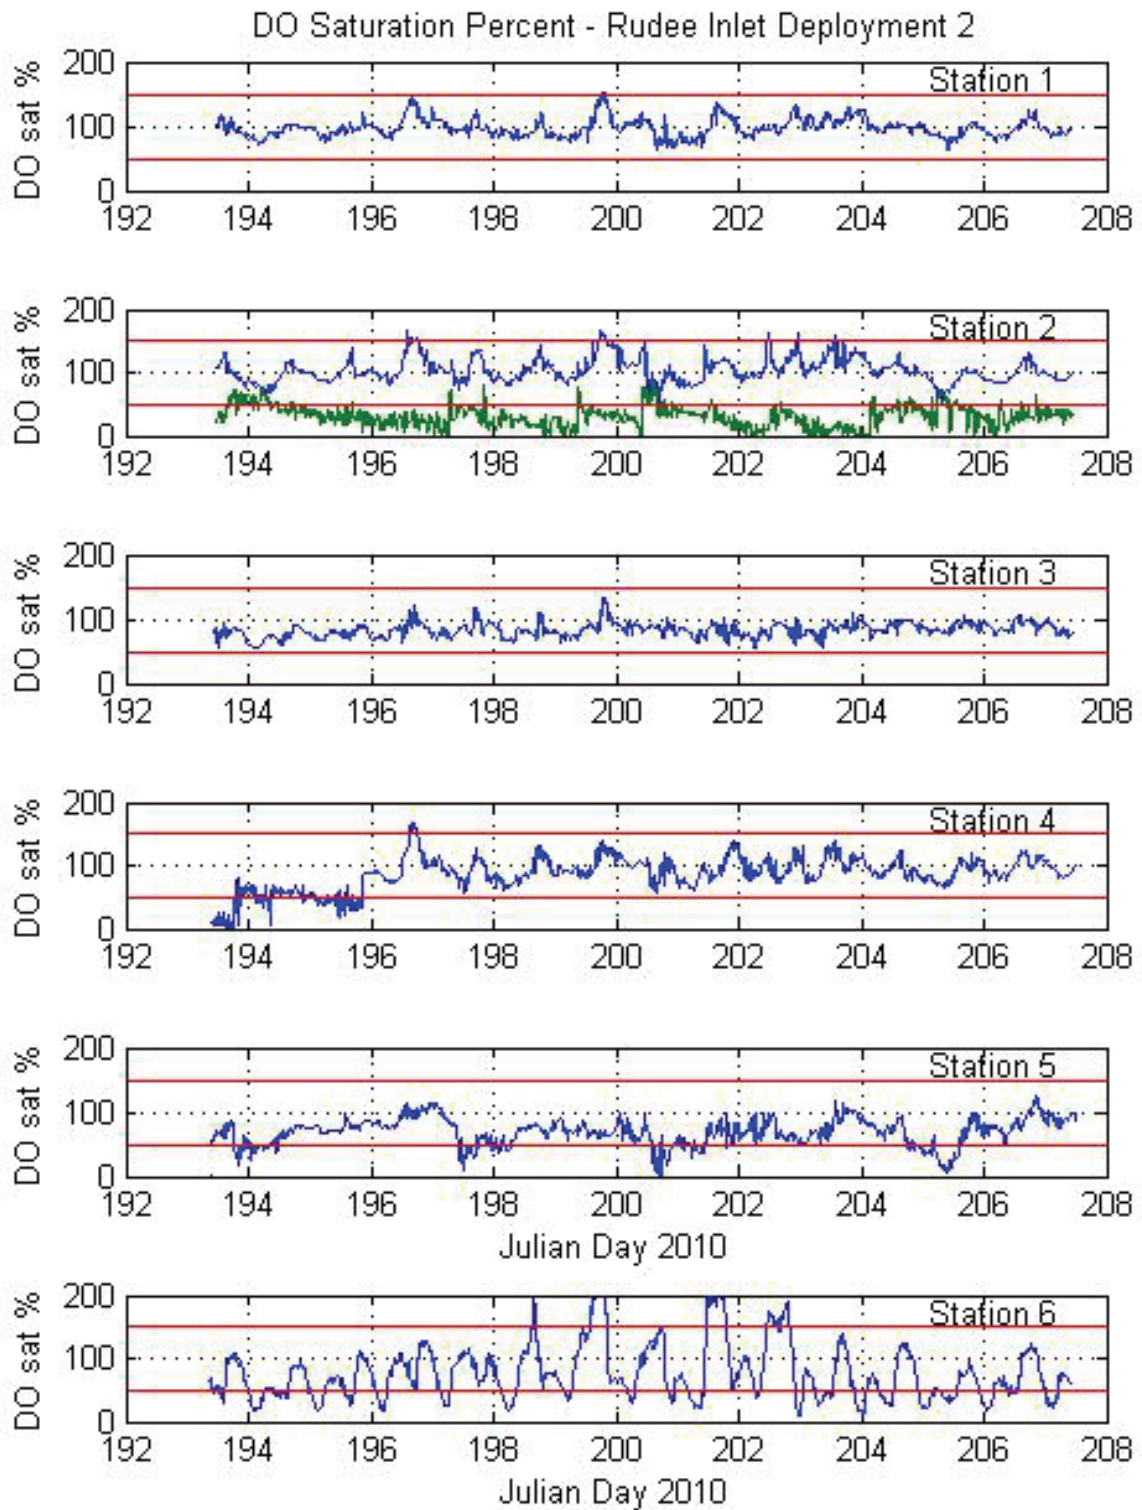 DO Saturation Percent - Rudee Inlet Deployment 2
DO sat %
200
100
0
Station 1
192 194 196 198 200 202 204 206 208
DO sat %
200
100
0
Station 2
192 194 196 198 200 202 204 206 208
DO sat %
200
100
0
Station 3
192 194 196 198 200 202 204 206 208
DO sat %
200
100
0
Station 4
192 194 196 198 200 202 204 206 208
DO sat %
200
100
0
Station 5
192 194 196 198 200 202 204 206 208
Julian Day 2010
DO sat %
200
100
0
Station 6
192 194 196 198 200 202 204 206 208
Julian Day 2010